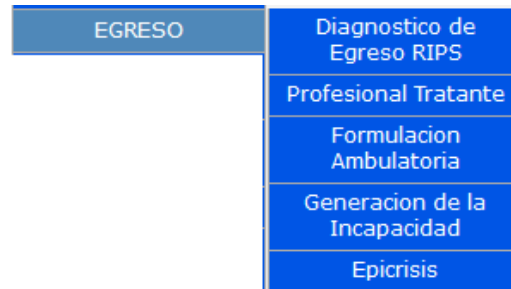 EGRESO
Diagnostico de
Egreso RIPS
Profesional Tratante
Formulacion
Ambulatoria
Generacion de la
Incapacidad
Epicrisis